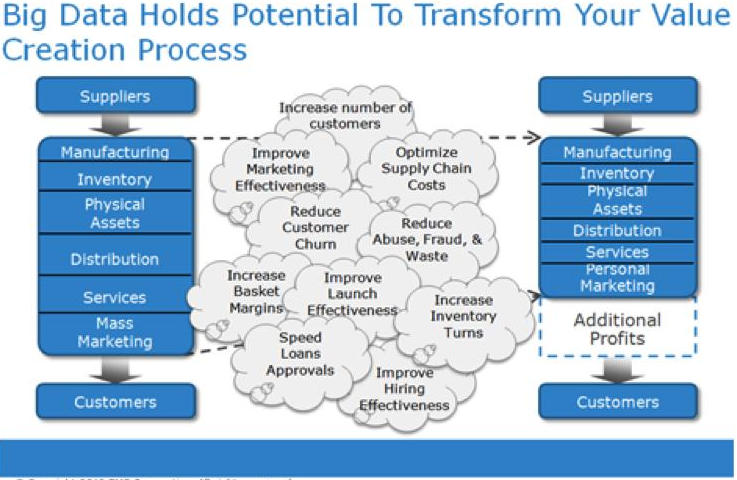 Big Data Holds Potential To Transform Your Value
Creation Process
Suppliers
Manufacturing
Inventory
Physical
Assets
Distribution
Services
Mass
Marketing
Customers
Increase number of
customers
Improve
Marketing
Effectiveness
Optimize
Supply Chain
Costs
Reduce
Customer
Churn
Reduce
Abuse, Fraud, &
Waste
Increase
Basket
Margins
Improve
Launch
Effectiveness
Increase
Inventory
Turns
Speed
Loans
Approvals
Improve
Hiring
Effectiveness
Suppliers
Manufacturing
Inventory
Physical
Assets
Distribution
Services
Personal
Marketing
Additional
Profits
Customers